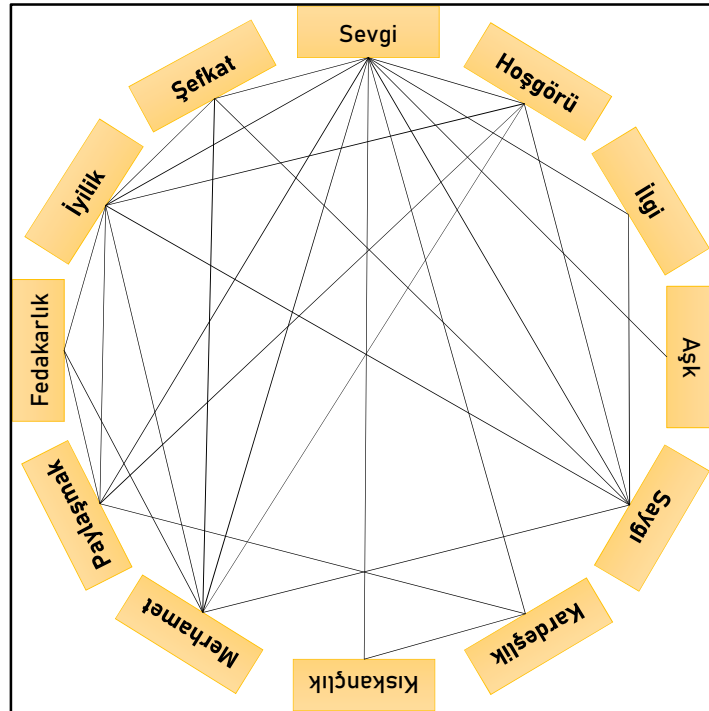 Sevgi
Hoşgörü
İlgi
Aşk
Saygı
Kardeşlik
Kıskançlık
Merhamet
Paylaşmak
Fedakarlık
İyilik
Şefkat